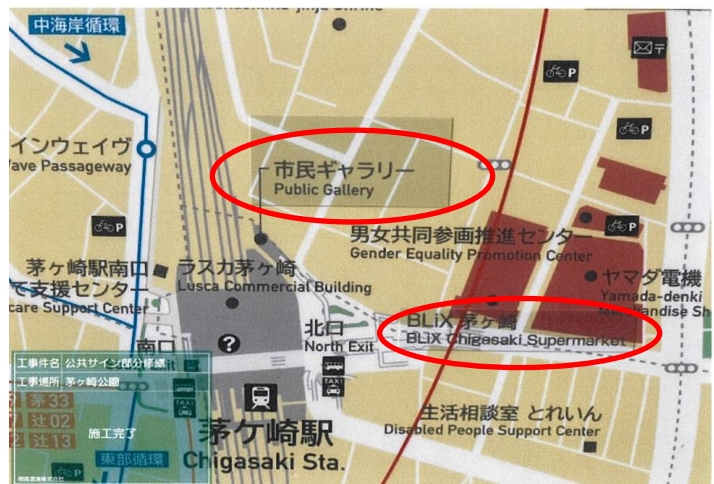 中海岸循環
P
〒
P
インウェイヴ
ave Passageway
市民ギャラリー
Public Gallery
P
P
男女共同参画推進センター
Gender Equality Promotion Center
茅ヶ崎駅南口
て支援センター
care Support Center
ラスカ茅ヶ崎
Lusca Commercial Building
ヤマダ電機
Yamada-denki
Merchandise Sh
BLiX 茅ヶ崎
BLiX Chigasaki Supermarket
南口
?
北口
North Exit
工事件名 公共サイン部分修繕
工事場所 茅ヶ崎公園
TAXI
TAXI
茅33
辻02
辻13
施工完了
東部循環
P
茅ケ崎駅
Chigasaki Sta.
生活相談室 とれいん
Disabled People Support Center